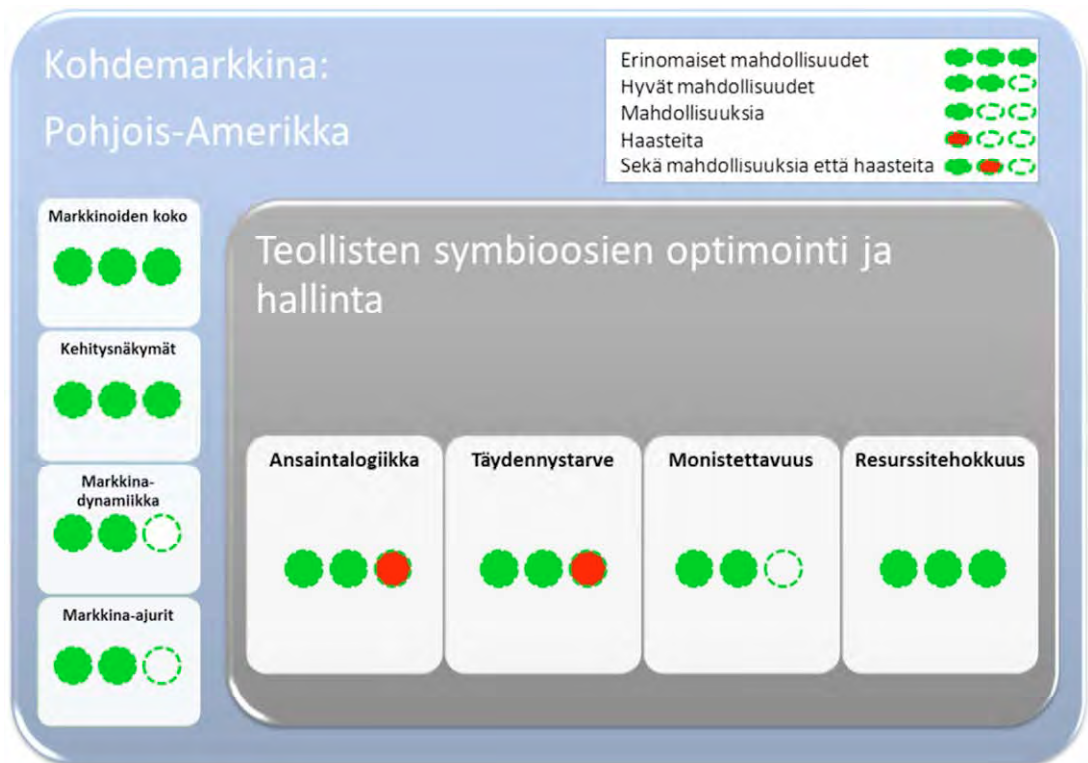 Kohdemarkkina:
Pohjois-Amerikka
Erinomaiset mahdollisuudet
Hyvät mahdollisuudet
Mahdollisuuksia
Haasteita
Sekä mahdollisuuksia että haasteita
Markkinoiden koko
Kehitysnäkymät
Markkina-
dynamiikka
Markkina-ajurit
Teollisten symbioosien optimointi ja
hallinta
Ansaintalogiikka
Täydennystarve
Monistettavuus
Resurssitehokkuus